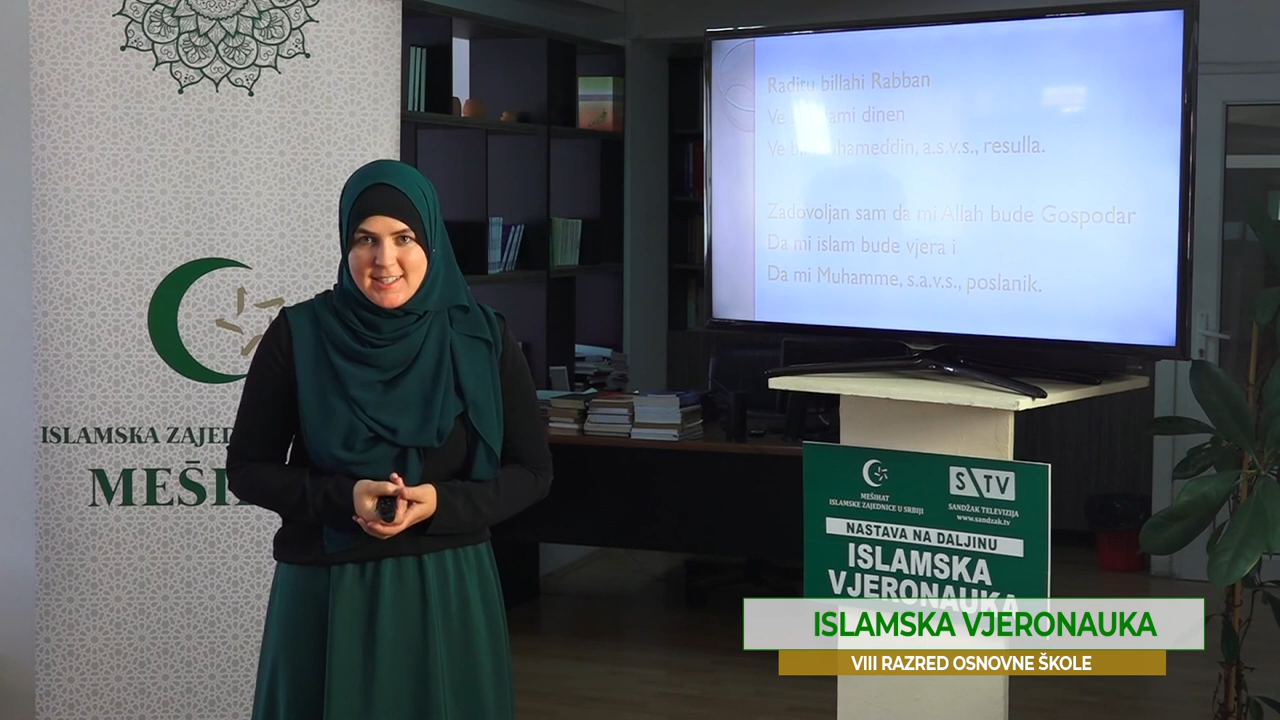 ISLAMSKA ZAJED
MEŠI
Raditu billahi Rabban
Ve dinen
Ve a.s.v.s., resulla.
Zadovoljan sam da mi Allah bude Gospodar
Da mi islam bude vjera i
Da mi Muhamme, s.a.v.s., poslanik.
MEŠIHAT
ISLAMSKE ZAJEDNICE U SRBIJI
STV
SANDŽAK TELEVIZIJA
www.sandzak.tv
NASTAVA NA DALJINU
ISLAMSKA
VJERONAUKA
ISLAMSKA VJERONAUKA
VIII RAZRED OSNOVNE ŠKOLE